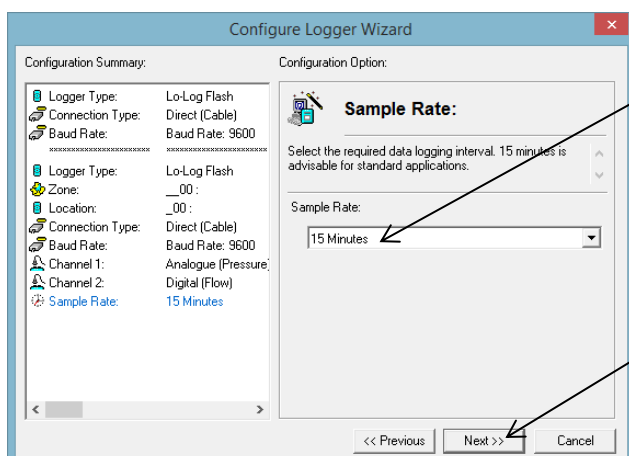 Configure Logger Wizard
Configuration Summary:
Logger Type: Lo-Log Flash
Connection Type: Direct (Cable)
Baud Rate: Baud Rate: 9600
xxxxxxxxxxxxxxxxxxxxxx xxxxxxxxxxxxxxxxxxxxxx
Logger Type: Lo-Log Flash
Zone: __00 :
Location: _00 :
Connection Type: Direct (Cable)
Baud Rate: Baud Rate: 9600
Channel 1: Analogue (Pressure)
Channel 2: Digital (Flow)
Sample Rate: 15 Minutes
Configuration Option:
Sample Rate:
Select the required data logging interval. 15 minutes is
advisable for standard applications.
Sample Rate:
15 Minutes
<< Previous
Next >>
Cancel